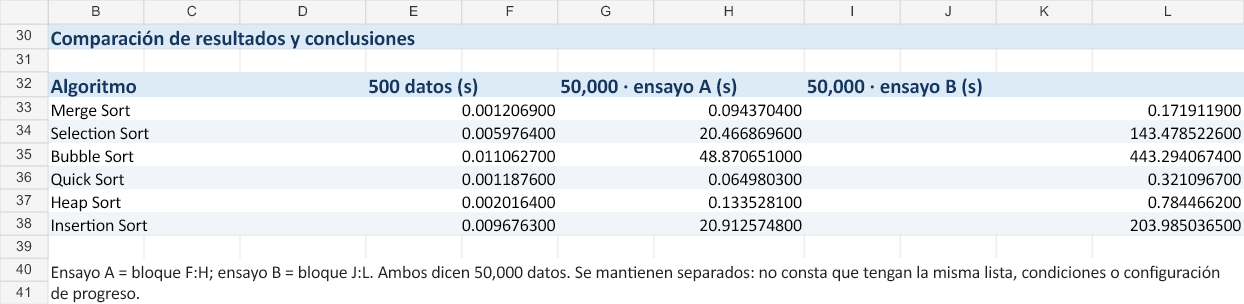 B C D E F G H I J K L
30 Comparación de resultados y conclusiones
31
32 Algoritmo 500 datos (s) 50,000 · ensayo A (s) 50,000 · ensayo B (s)
33 Merge Sort 0.001206900 0.094370400 0.171911900
34 Selection Sort 0.005976400 20.466869600 143.478522600
35 Bubble Sort 0.011062700 48.870651000 443.294067400
36 Quick Sort 0.001187600 0.064980300 0.321096700
37 Heap Sort 0.002016400 0.133528100 0.784466200
38 Insertion Sort 0.009676300 20.912574800 203.985036500
39
40 Ensayo A = bloque F:H; ensayo B = bloque J:L. Ambos dicen 50,000 datos. Se mantienen separados: no consta que tengan la misma lista, condiciones o configuración
41 de progreso.